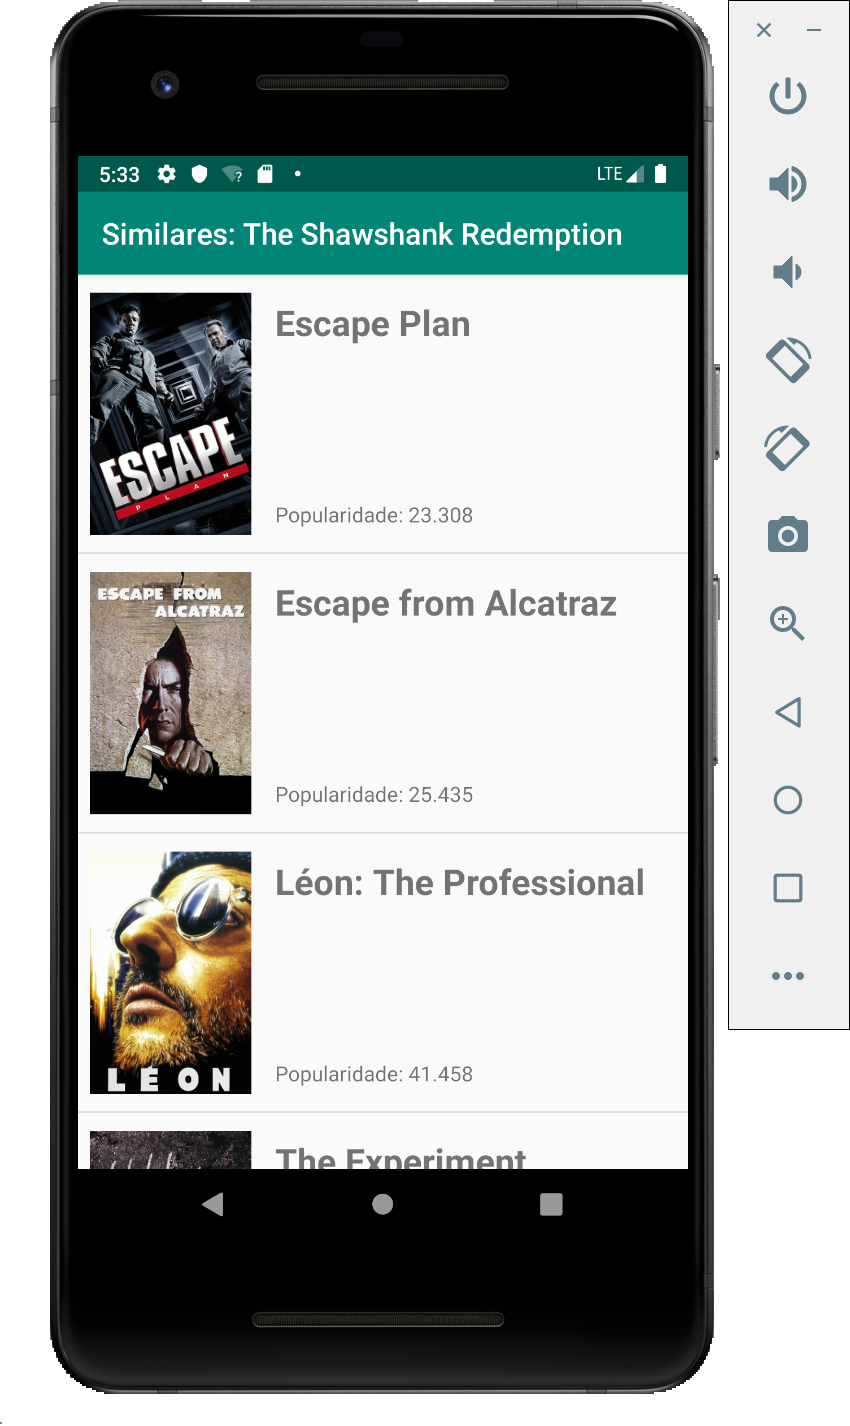 5:33
?
LTE
Similares: The Shawshank Redemption
ESCAPE
PLAN
Escape Plan
Popularidade: 23.308
ESCAPE FROM
ALCATRAZ
Escape from Alcatraz
Popularidade: 25.435
LÉON
Léon: The Professional
Popularidade: 41.458
The Experiment